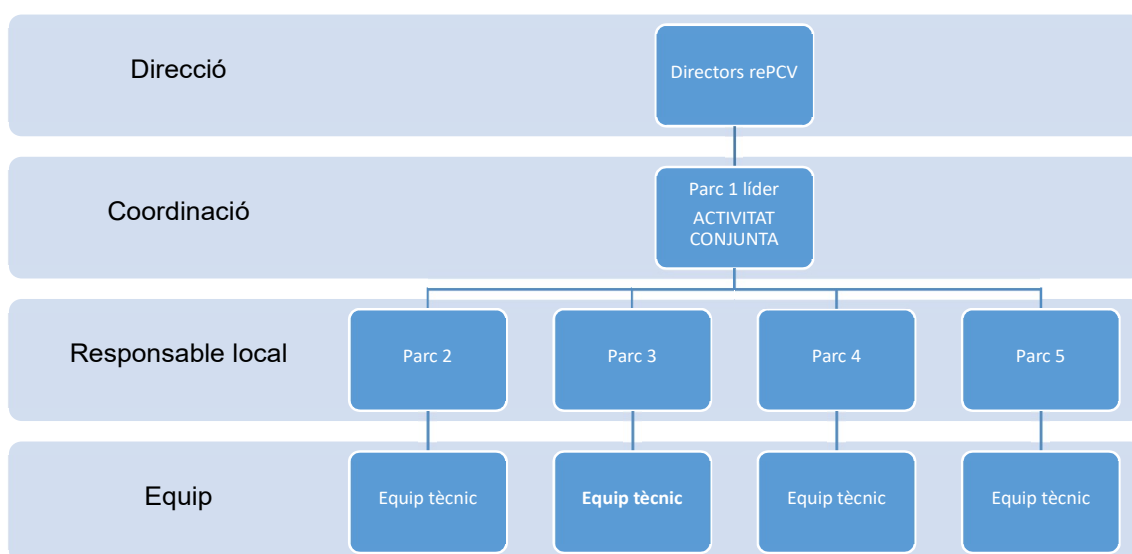 Direcció
Directors rePCV
Coordinació
Parc 1 líder
ACTIVITAT
CONJUNTA
Responsable local
Parc 2
Parc 3
Parc 4
Parc 5
Equip
Equip tècnic
Equip tècnic
Equip tècnic
Equip tècnic